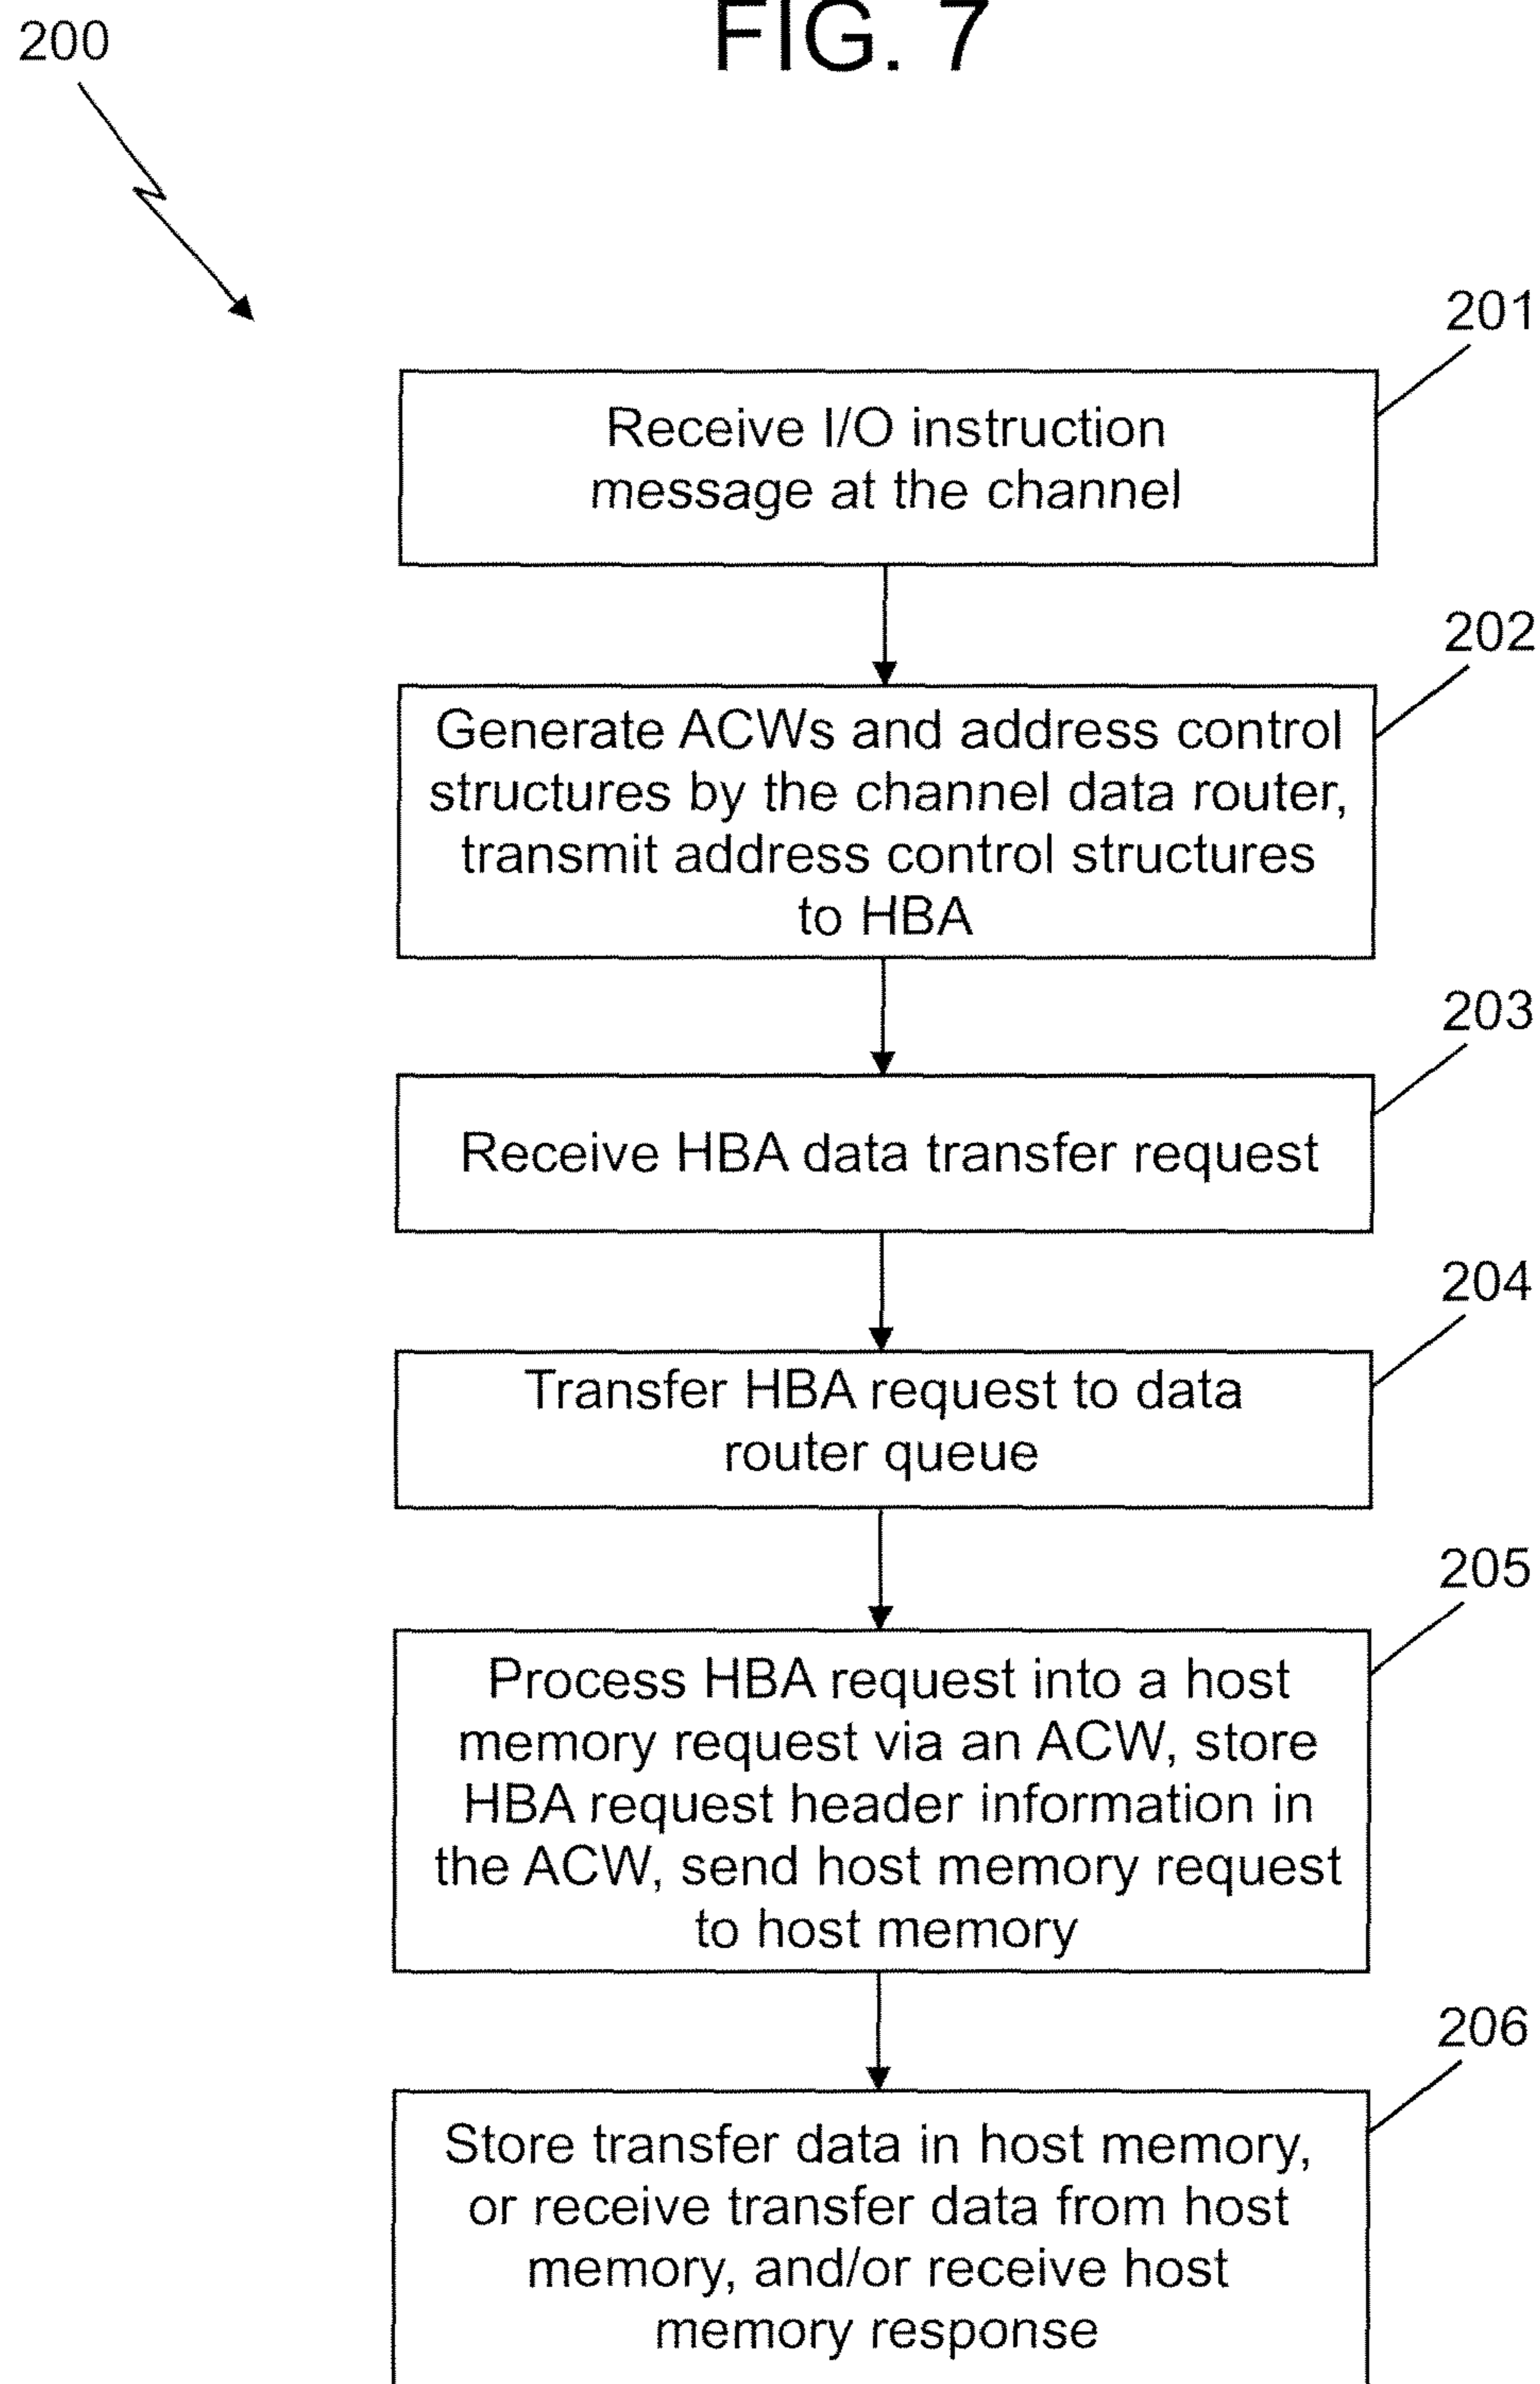 FIG. 7
200
201
Receive I/O instruction
message at the channel
202
Generate ACWs and address control
structures by the channel data router,
transmit address control structures
to HBA
203
Receive HBA data transfer request
204
Transfer HBA request to data
router queue
205
Process HBA request into a host
memory request via an ACW, store
HBA request header information in
the ACW, send host memory request
to host memory
206
Store transfer data in host memory,
or receive transfer data from host
memory, and/or receive host
memory response